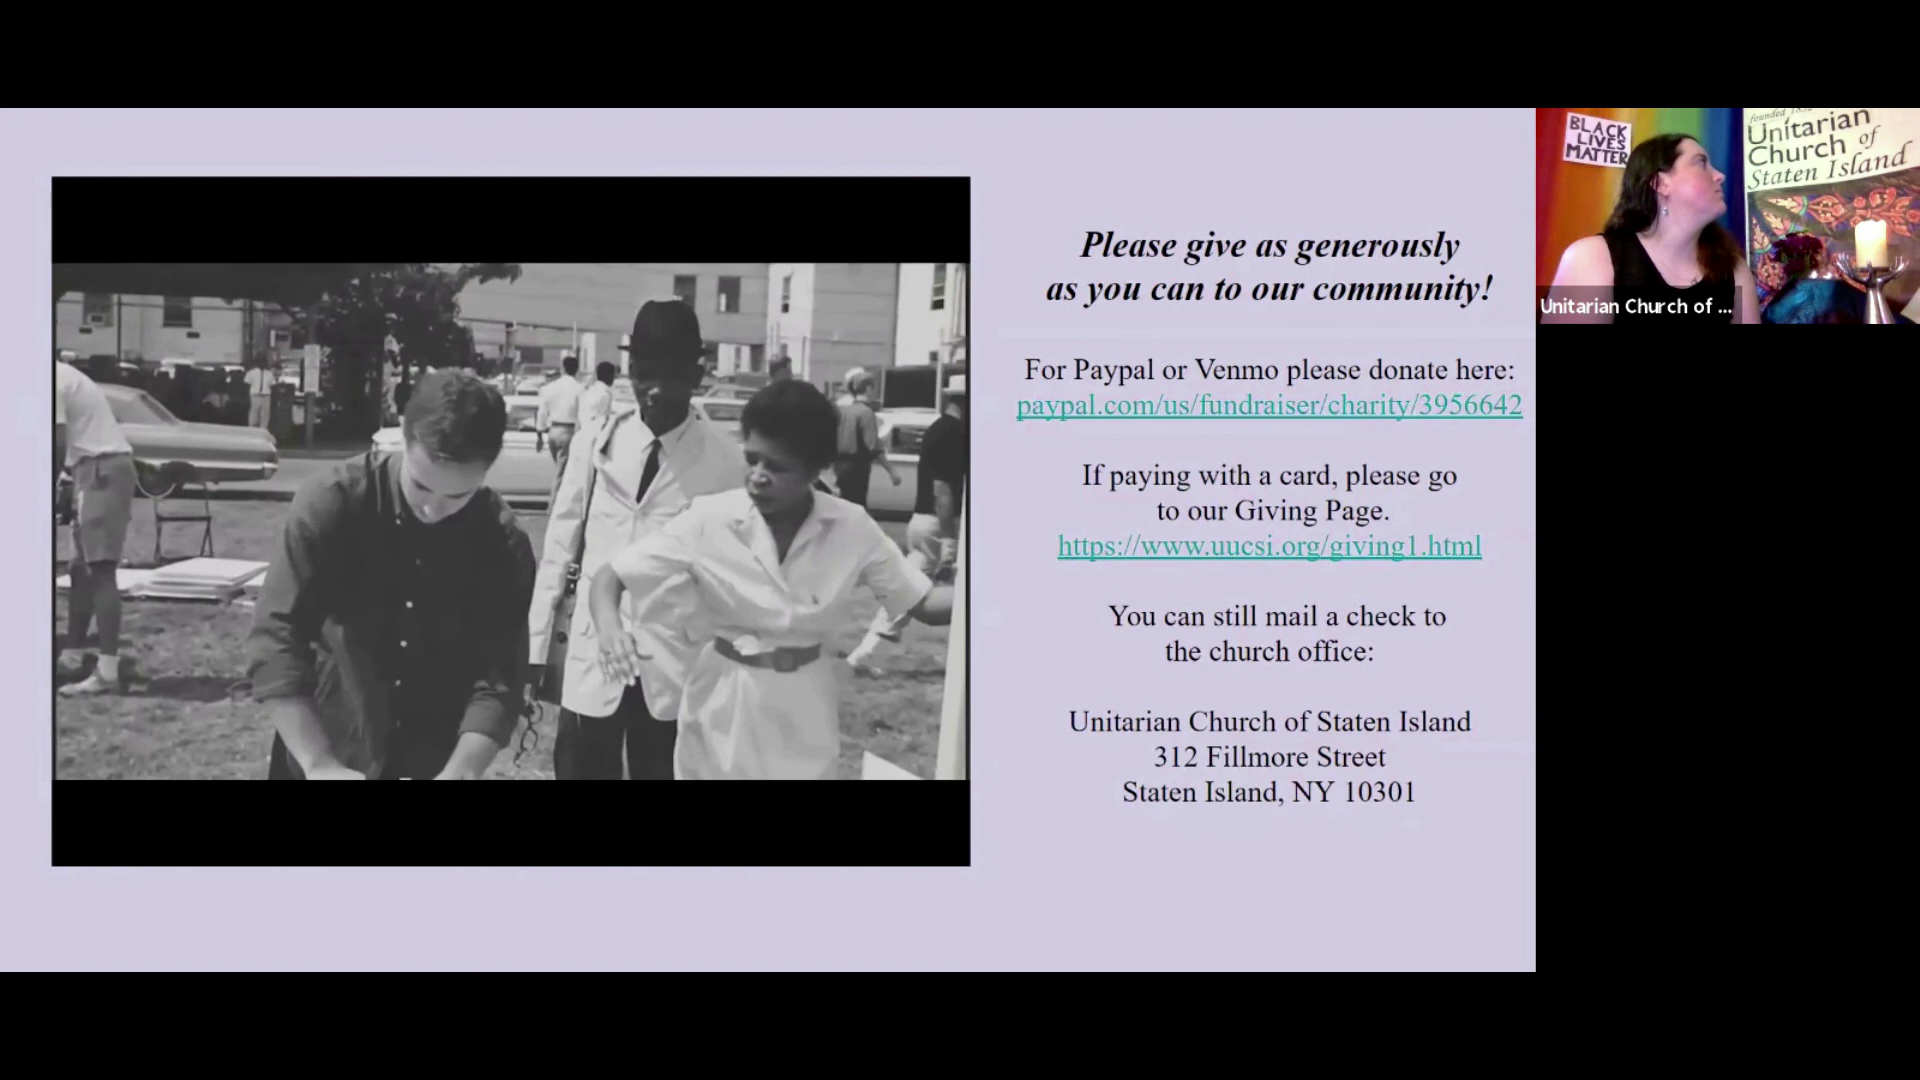 Please give as generously
as you can to our community!
For Paypal or Venmo please donate here:
paypal.com/us/fundraiser/charity/3956642
If paying with a card, please go
to our Giving Page.
https://www.uucsi.org/giving1.html
You can still mail a check to
the church office:
Unitarian Church of Staten Island
312 Fillmore Street
Staten Island, NY 10301
BLACK
LIVES
MATTER
founded 1852
Unitarian
Church of
Staten Island
Unitarian Church of ...